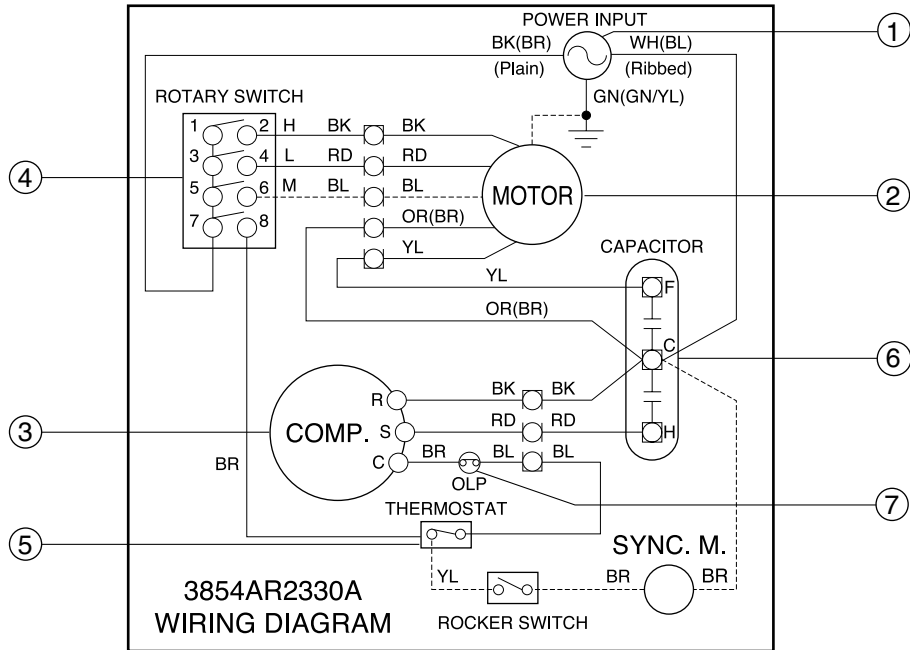 POWER INPUT
BK(BR) WH(BL)
(Plain) (Ribbed)
GN(GN/YL)
1
ROTARY SWITCH
1 2 H BK BK
3 4 L RD RD
5 6 M BL BL
7 8 OR(BR)
YL
4
MOTOR
2
CAPACITOR
YL F
OR(BR)
C
6
R BK BK
COMP. S RD RD H
3
C BR BL BL
BR
OLP
7
THERMOSTAT
5
SYNC. M.
YL BR BR
ROCKER SWITCH
3854AR2330A
WIRING DIAGRAM